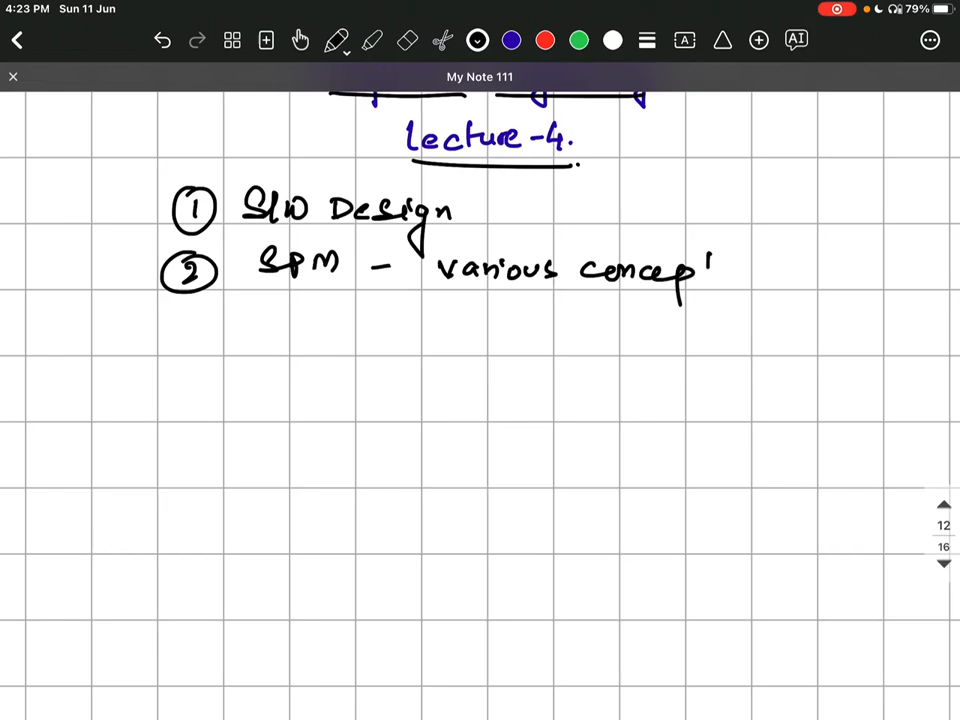 4:23 PM Sun 11 Jun
79%
My Note 111
Lecture-4.
① S/W Design
② SPM - various concep
12
16